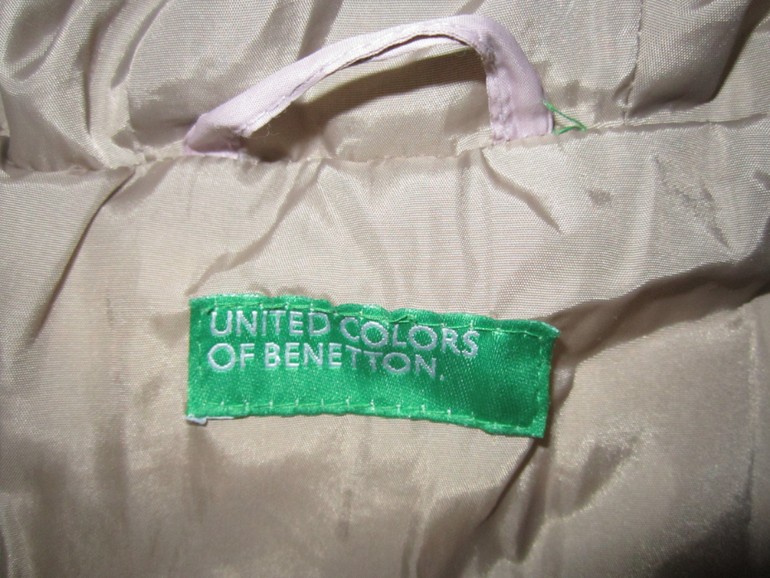 UNITED COLORS
OF BENETTON.